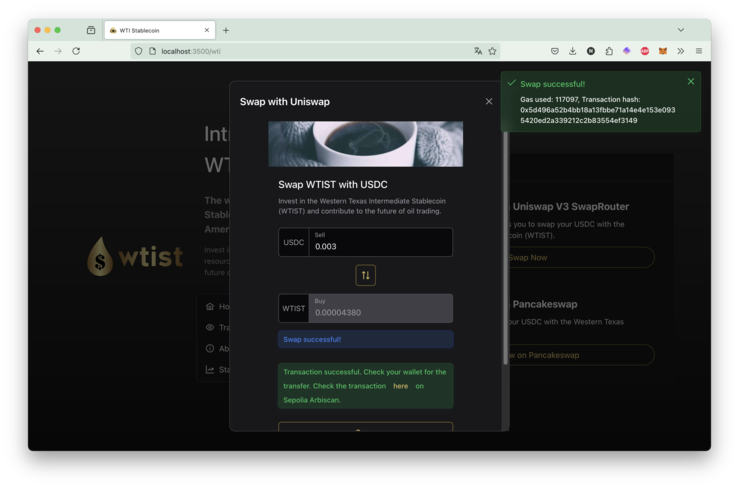 WTI Stablecoin
localhost:3500/wti
Swap successful!
Gas used: 117097, Transaction hash:
0x5d496a52b4bb18a13fbbe71a14e4e153e093
5420ed2a339212c2b83554ef3149
Swap with Uniswap
Swap WTIST with USDC
Invest in the Western Texas Intermediate Stablecoin
(WTIST) and contribute to the future of oil trading.
USDC
Sell
0.003
WTIST
Buy
0.00004380
Swap successful!
Transaction successful. Check your wallet for the
transfer. Check the transaction here on
Sepolia Arbiscan.
wtist
Int
WT
The w
Stabl
Amer
Invest i
resourc
future o
Ho
Tra
Ab
Sta
Uniswap V3 SwapRouter
s you to swap your USDC with the
coin (WTIST).
Swap Now
Pancakeswap
our USDC with the Western Texas
w on Pancakeswap